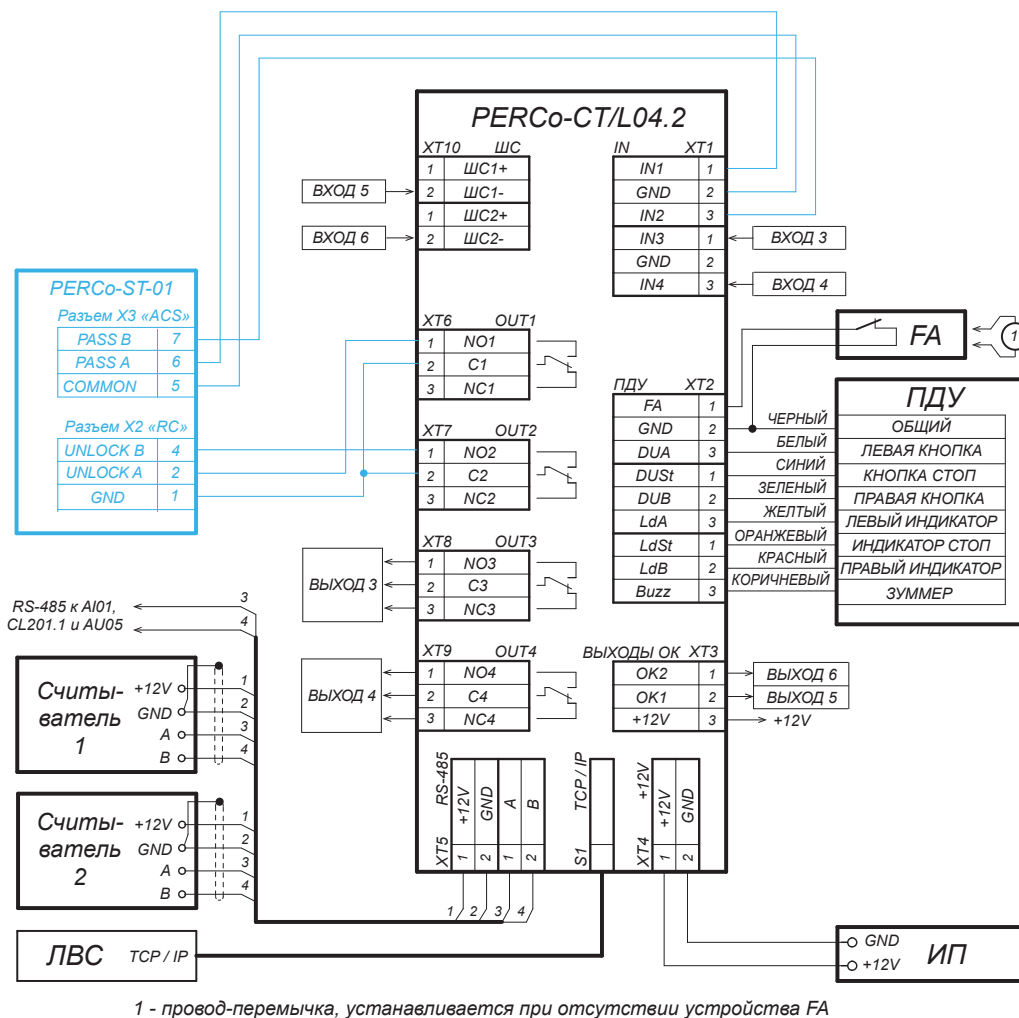 PERCo-CT/L04.2
XT10 ШС
1 ШС1+
2 ШС1-
1 ШС2+
2 ШС2-
ВХОД 5
ВХОД 6
IN XT1
IN1 1
GND 2
IN2 3
IN3 1
GND 2
IN4 3
ВХОД 3
ВХОД 4
PERCo-ST-01
Разъем X3 «ACS»
PASS B 7
PASS A 6
COMMON 5
Разъем X2 «RC»
UNLOCK B 4
UNLOCK A 2
GND 1
XT6 OUT1
1 NO1
2 C1
3 NC1
XT7 OUT2
1 NO2
2 C2
3 NC2
XT8 OUT3
1 NO3
2 C3
3 NC3
ВЫХОД 3
XT9 OUT4
1 NO4
2 C4
3 NC4
ВЫХОД 4
FA
1
ПДУ XT2
FA 1
GND 2
DUA 3
DUSt 1
DUB 2
LdA 3
LdSt 1
LdB 2
Buzz 3
ЧЕРНЫЙ
БЕЛЫЙ
СИНИЙ
ЗЕЛЕНЫЙ
ЖЕЛТЫЙ
ОРАНЖЕВЫЙ
КРАСНЫЙ
КОРИЧНЕВЫЙ
ПДУ
ОБЩИЙ
ЛЕВАЯ КНОПКА
КНОПКА СТОП
ПРАВАЯ КНОПКА
ЛЕВЫЙ ИНДИКАТОР
ИНДИКАТОР СТОП
ПРАВЫЙ ИНДИКАТОР
ЗУММЕР
ВЫХОДЫ ОК XT3
OK2 1
OK1 2
+12V 3
ВЫХОД 6
ВЫХОД 5
+12V
RS-485 к AI01,
CL201.1 и AU05
3
4
Считы-
ватель
1
+12V
GND
A
B
1
2
3
4
Считы-
ватель
2
+12V
GND
A
B
1
2
3
4
XT5 RS-485
1 +12V
2 GND
1 A
2 B
S1 TCP / IP
XT4 +12V
1 +12V
2 GND
1 2 3 4
ЛВС TCP / IP
GND
+12V
ИП
1 - провод-перемычка, устанавливается при отсутствии устройства FA